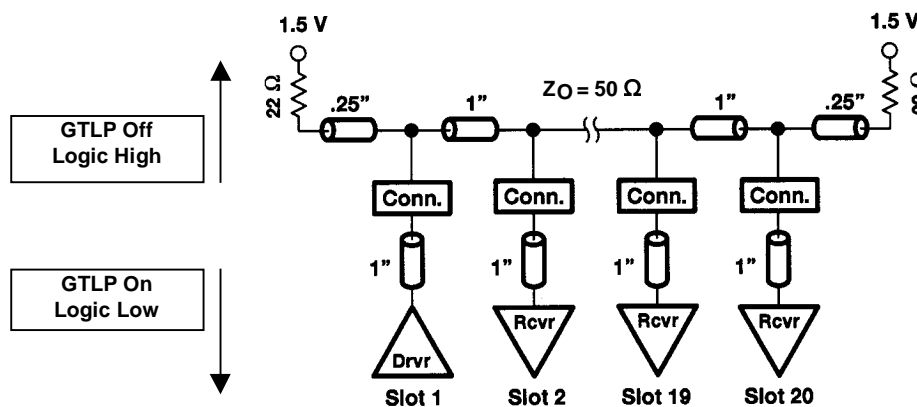 1.5 V
1.5 V
22 Ω
.25”
1”
ZO = 50 Ω
1”
.25”
GTLP Off
Logic High
Conn.
Conn.
Conn.
Conn.
1”
1”
1”
1”
GTLP On
Logic Low
Drvr
Rcvr
Rcvr
Rcvr
Slot 1
Slot 2
Slot 19
Slot 20